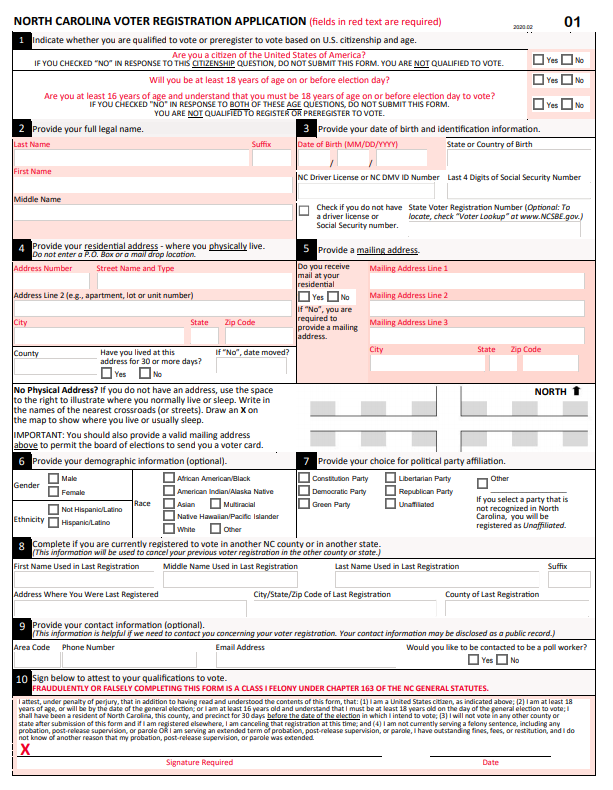 NORTH CAROLINA VOTER REGISTRATION APPLICATION (fields in red text are required)
2020.02
01
1 Indicate whether you are qualified to vote or preregister to vote based on U.S. citizenship and age.
Are you a citizen of the United States of America?
IF YOU CHECKED "NO" IN RESPONSE TO THIS CITIZENSHIP QUESTION, DO NOT SUBMIT THIS FORM. YOU ARE NOT QUALIFIED TO VOTE.
Yes No
Will you be at least 18 years of age on or before election day?
Yes No
Are you at least 16 years of age and understand that you must be 18 years of age on or before election day to vote?
IF YOU CHECKED "NO" IN RESPONSE TO BOTH OF THESE AGE QUESTIONS, DO NOT SUBMIT THIS FORM.
YOU ARE NOT QUALIFIED TO REGISTER OR PREREGISTER TO VOTE.
Yes No
2 Provide your full legal name.
Last Name Suffix
First Name
Middle Name
3 Provide your date of birth and identification information.
Date of Birth (MM/DD/YYYY) State or Country of Birth
/ /
NC Driver License or NC DMV ID Number Last 4 Digits of Social Security Number
Check if you do not have
a driver license or
Social Security number.
State Voter Registration Number (Optional: To
locate, check "Voter Lookup" at www.NCSBE.gov.)
4 Provide your residential address - where you physically live.
Do not enter a P.O. Box or a mail drop location.
Address Number Street Name and Type
Address Line 2 (e.g., apartment, lot or unit number)
City State Zip Code
County
Have you lived at this
address for 30 or more days?
Yes No
If "No", date moved?
5 Provide a mailing address.
Do you receive
mail at your
residential
Yes No
If "No", you are
required to
provide a mailing
address.
Mailing Address Line 1
Mailing Address Line 2
Mailing Address Line 3
City State Zip Code
No Physical Address? If you do not have an address, use the space
to the right to illustrate where you normally live or sleep. Write in
the names of the nearest crossroads (or streets). Draw an X on
the map to show where you live or usually sleep.
IMPORTANT: You should also provide a valid mailing address
above to permit the board of elections to send you a voter card.
NORTH
6 Provide your demographic information (optional).
Gender
Male
Female
Ethnicity
Not Hispanic/Latino
Hispanic/Latino
Race
African American/Black
American Indian/Alaska Native
Asian Multiracial
Native Hawaiian/Pacific Islander
White Other
7 Provide your choice for political party affiliation.
Constitution Party Libertarian Party
Democratic Party Republican Party
Green Party Unaffiliated
Other
If you select a party that is
not recognized in North
Carolina, you will be
registered as Unaffiliated.
8 Complete if you are currently registered to vote in another NC county or in another state.
(This information will be used to cancel your previous voter registration in the other county or state.)
First Name Used in Last Registration Middle Name Used in Last Registration Last Name Used in Last Registration Suffix
Address Where You Were Last Registered City/State/Zip Code of Last Registration County of Last Registration
9 Provide your contact information (optional).
(This information is helpful if we need to contact you concerning your voter registration. Your contact information may be disclosed as a public record.)
Area Code Phone Number Email Address Would you like to be contacted to be a poll worker?
Yes No
10 Sign below to attest to your qualifications to vote.
FRAUDULENTLY OR FALSELY COMPLETING THIS FORM IS A CLASS I FELONY UNDER CHAPTER 163 OF THE NC GENERAL STATUTES.
I attest, under penalty of perjury, that in addition to having read and understood the contents of this form, that: (1) I am a United States citizen, as indicated above; (2) I am at least 18
years of age, or will be by the date of the general election, or I am at least 16 years old and understand that I must be at least 18 years old on the day of the general election to vote; I
shall have been a resident of North Carolina, this county, and precinct for 30 days before the date of the election in which I intend to vote; (3) I will not vote in any other county or
state after submission of this form and if I am registered elsewhere, I am canceling that registration at this time; and (4) I am not currently serving a felony sentence, including any
probation, post-release supervision, or parole OR I am serving an extended term of probation, post-release supervision, or parole, I have outstanding fines, fees, or restitution, and I do
not know of another reason that my probation, post-release supervision, or parole was extended.
X
Signature Required Date